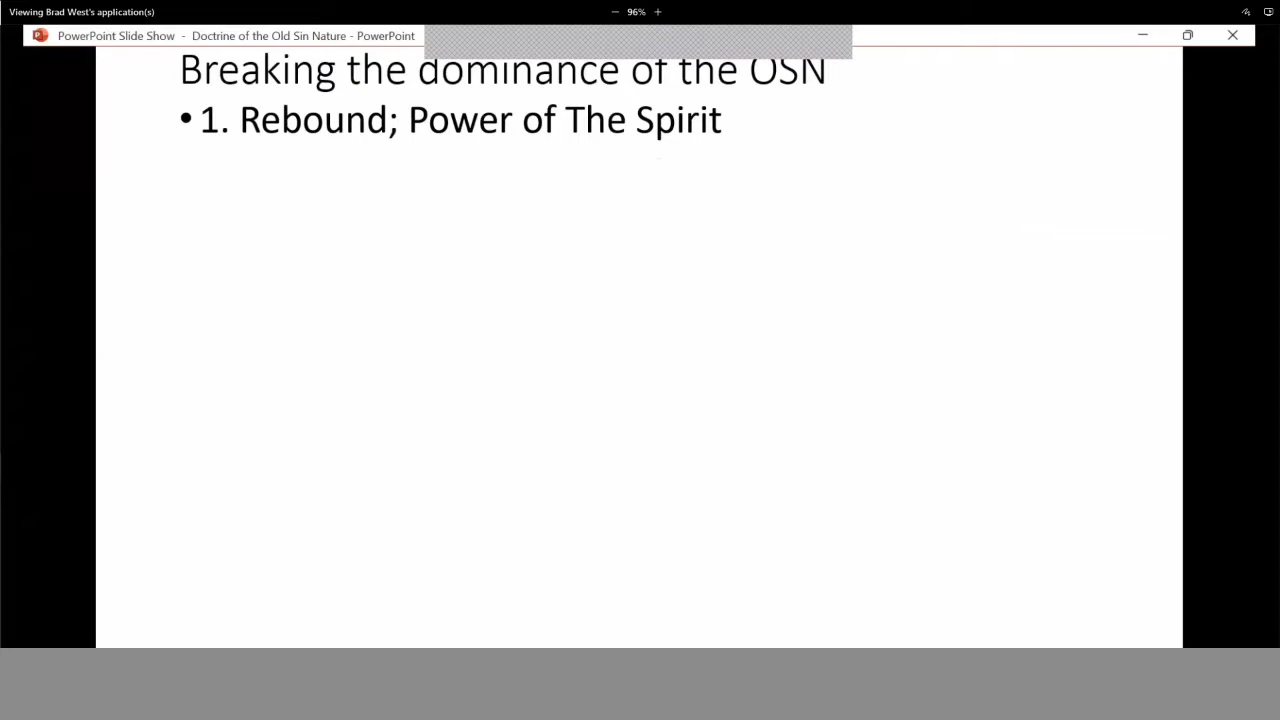 Viewing Brad West's application(s)
— 96% +
PowerPoint Slide Show - Doctrine of the Old Sin Nature - PowerPoint
Breaking the dominance of the OSN
• 1. Rebound; Power of The Spirit